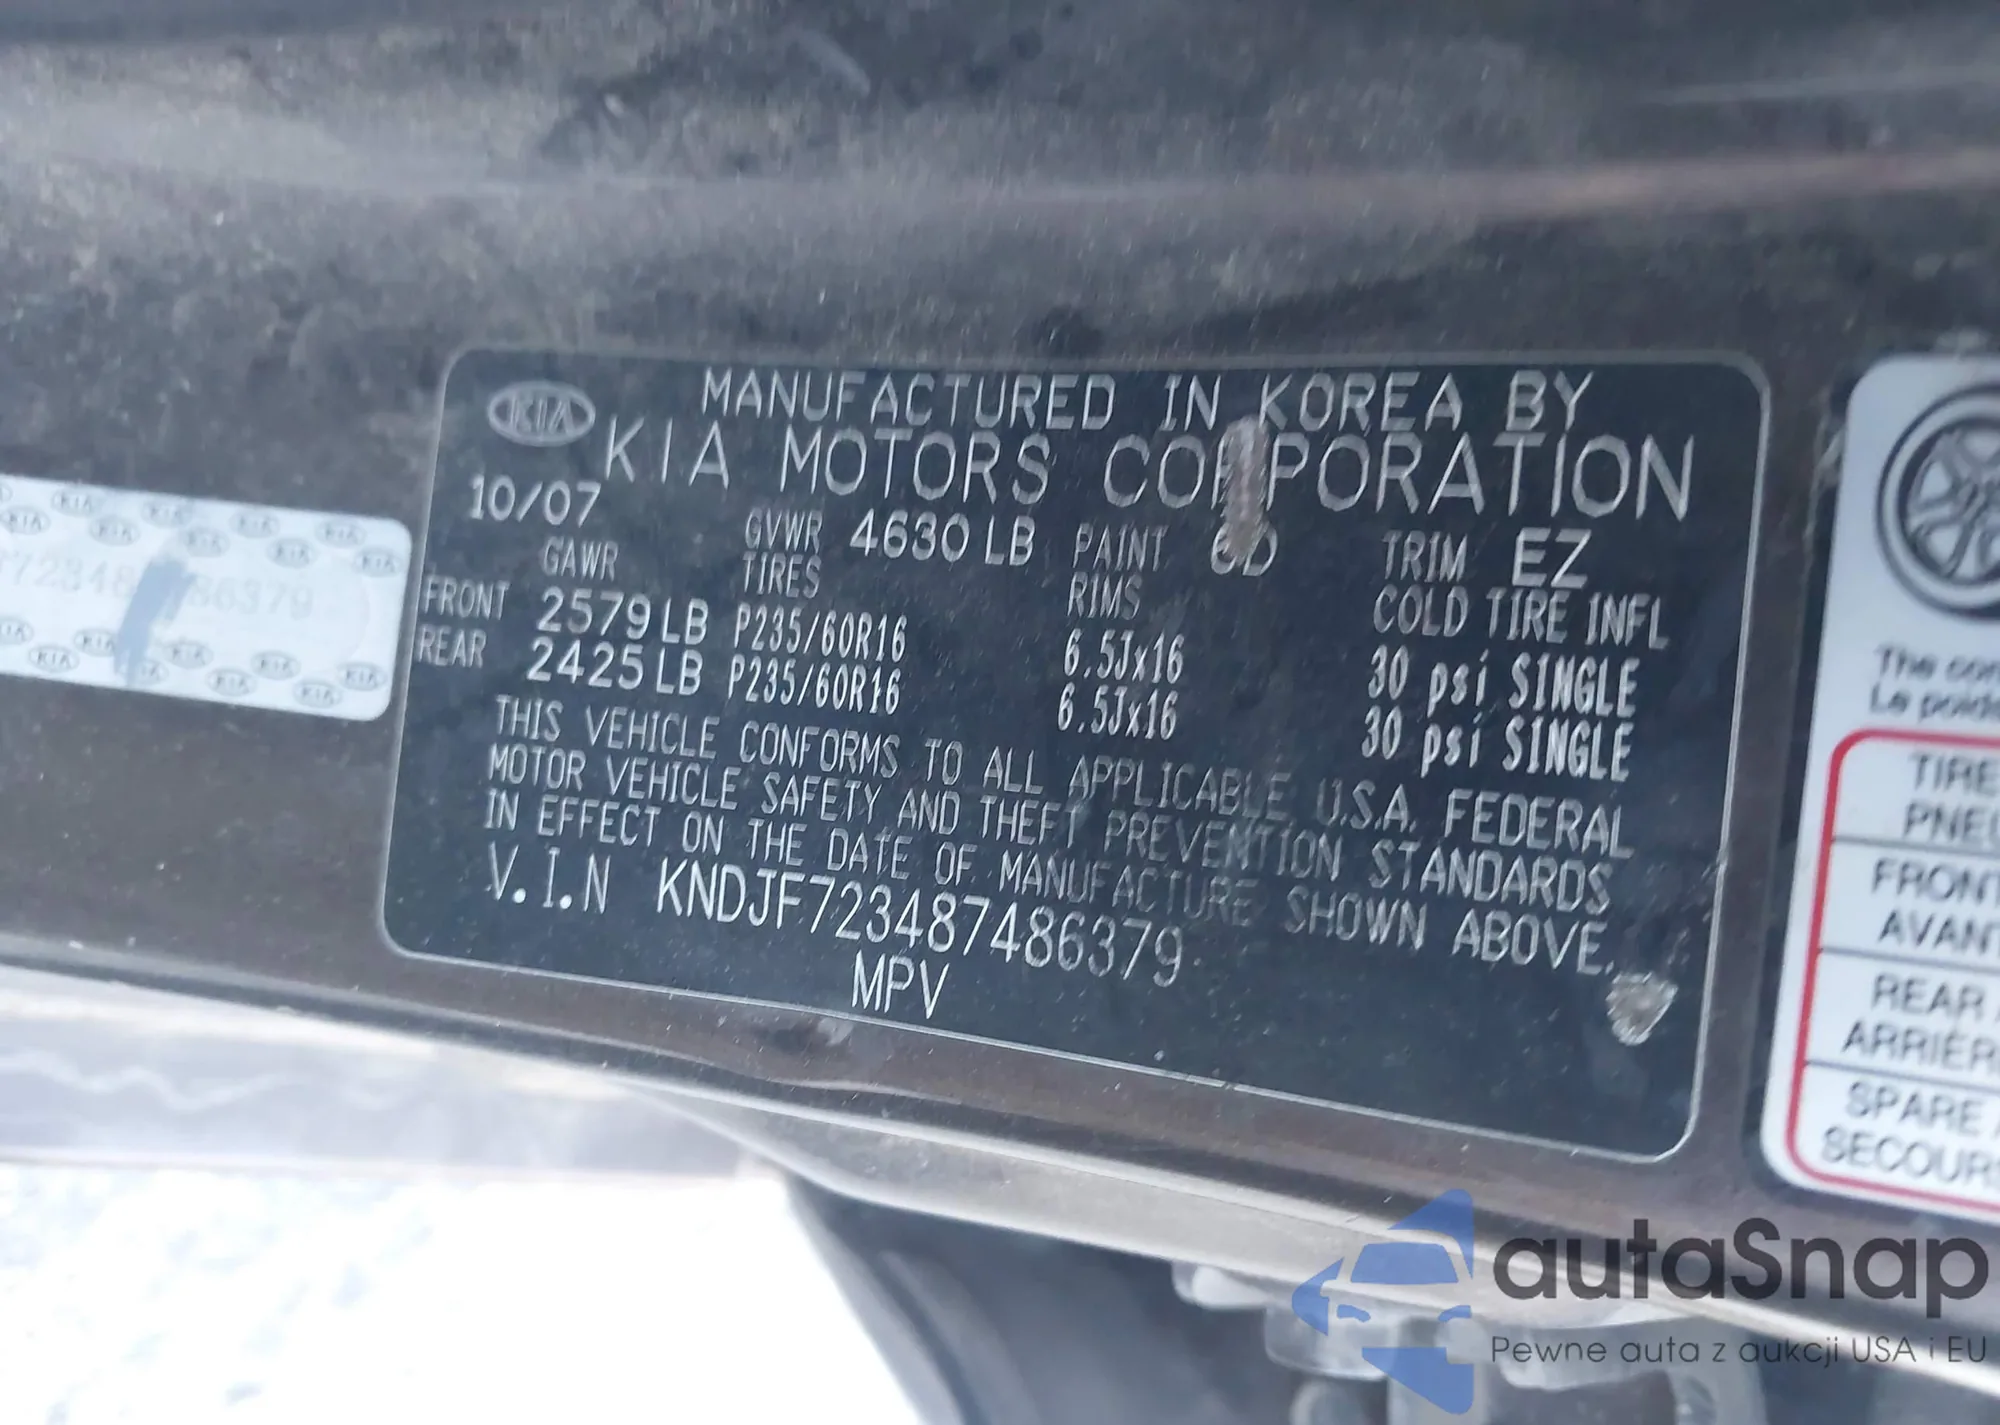 KIA
MANUFACTURED IN KOREA BY
KIA MOTORS CORPORATION
10/07
GVWR 4630 LB PAINT 6D TRIM EZ
GAWR TIRES RIMS COLD TIRE INFL
FRONT 2579 LB P235/60R16 6.5Jx16 30 psi SINGLE
REAR 2425 LB P235/60R16 6.5Jx16 30 psi SINGLE
THIS VEHICLE CONFORMS TO ALL APPLICABLE U.S.A. FEDERAL
MOTOR VEHICLE SAFETY AND THEFT PREVENTION STANDARDS
IN EFFECT ON THE DATE OF MANUFACTURE SHOWN ABOVE.
V.I.N KNDJF723487486379
MPV
The
Le
TIRE
FRONT
AVANT
REAR
SPARE
autaSnap
Pewne auta z aukcji USA i EU